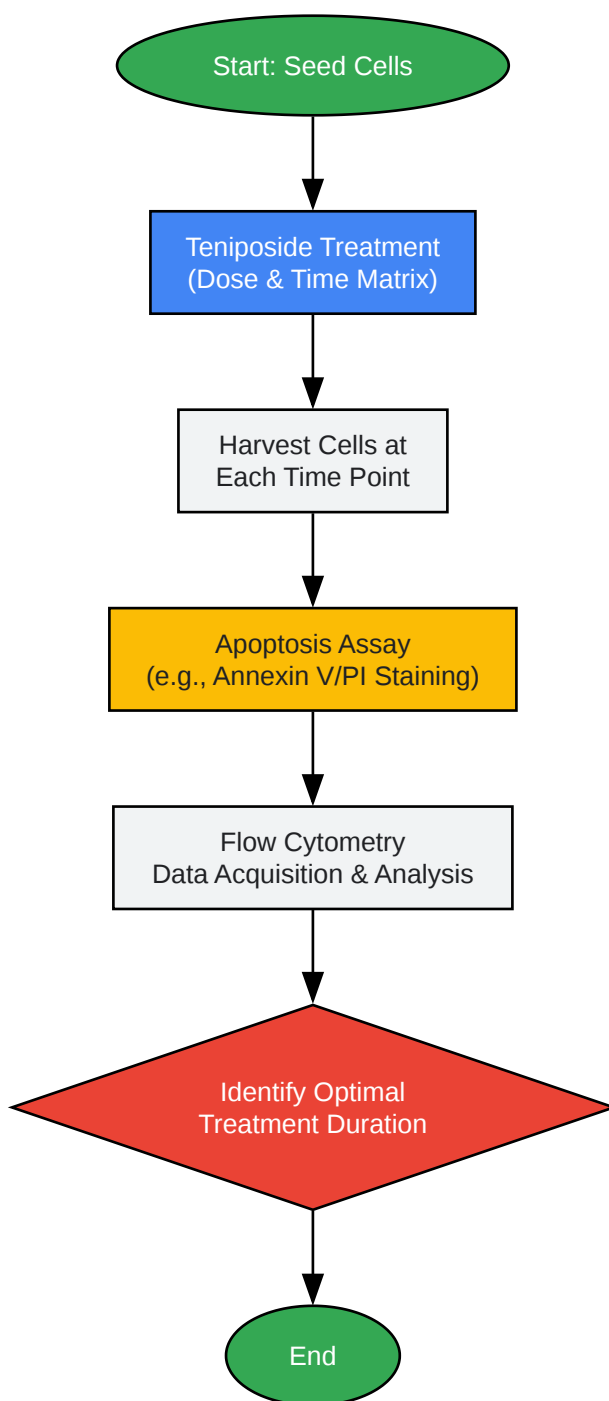 Start: Seed Cells
Teniposide Treatment
(Dose & Time Matrix)
Harvest Cells at
Each Time Point
Apoptosis Assay
(e.g., Annexin V/PI Staining)
Flow Cytometry
Data Acquisition & Analysis
Identify Optimal
Treatment Duration
End